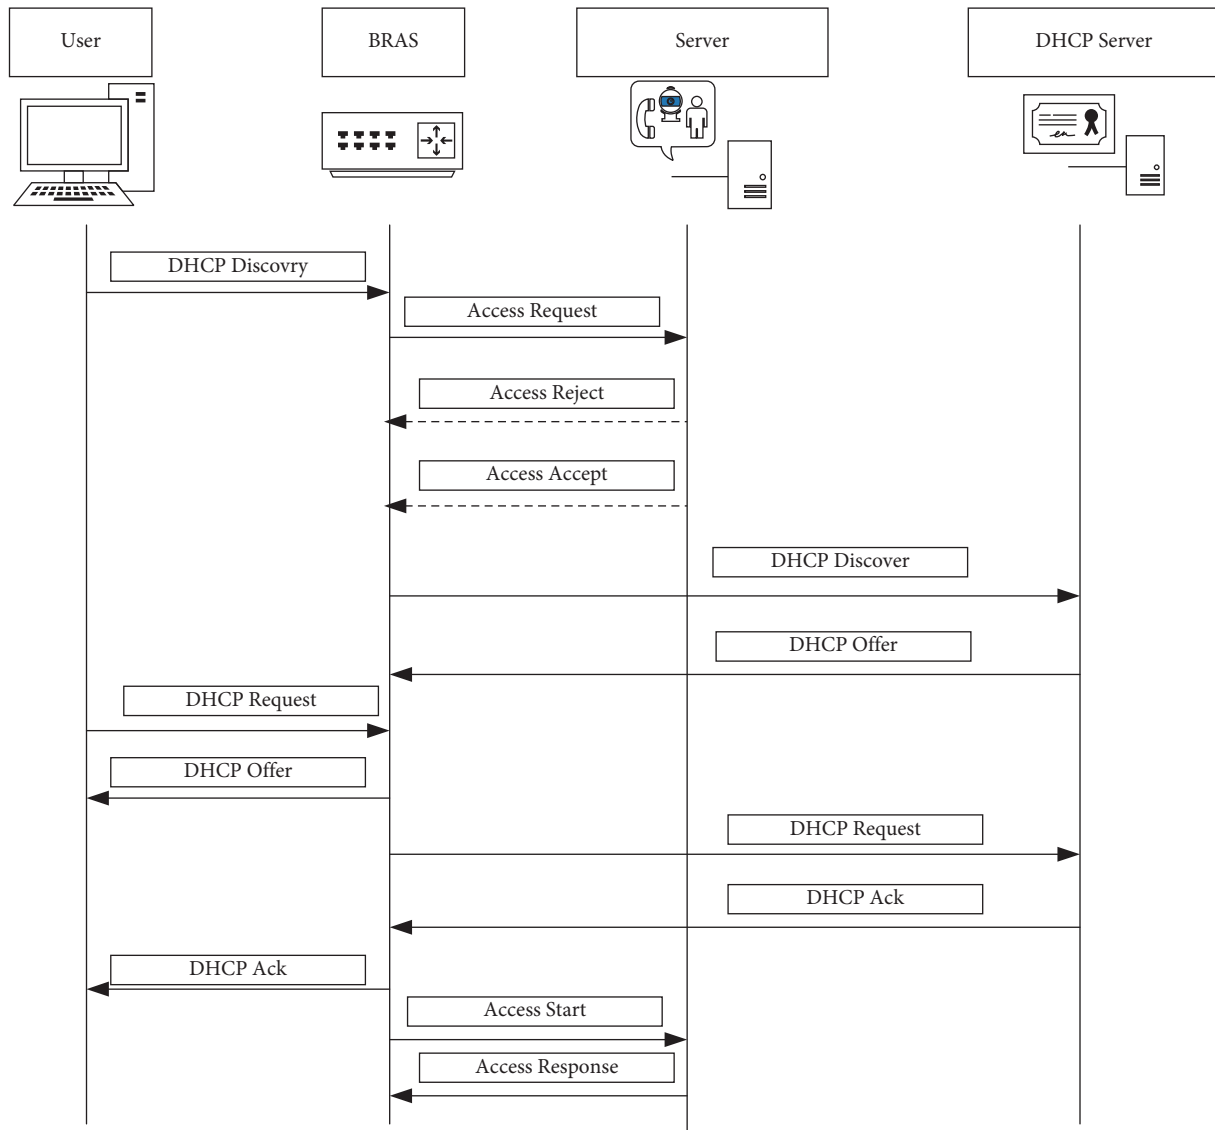 User
BRAS
Server
DHCP Server
en
DHCP Discovry
Access Request
Access Reject
Access Accept
DHCP Discover
DHCP Offer
DHCP Request
DHCP Offer
DHCP Request
DHCP Ack
DHCP Ack
Access Start
Access Response